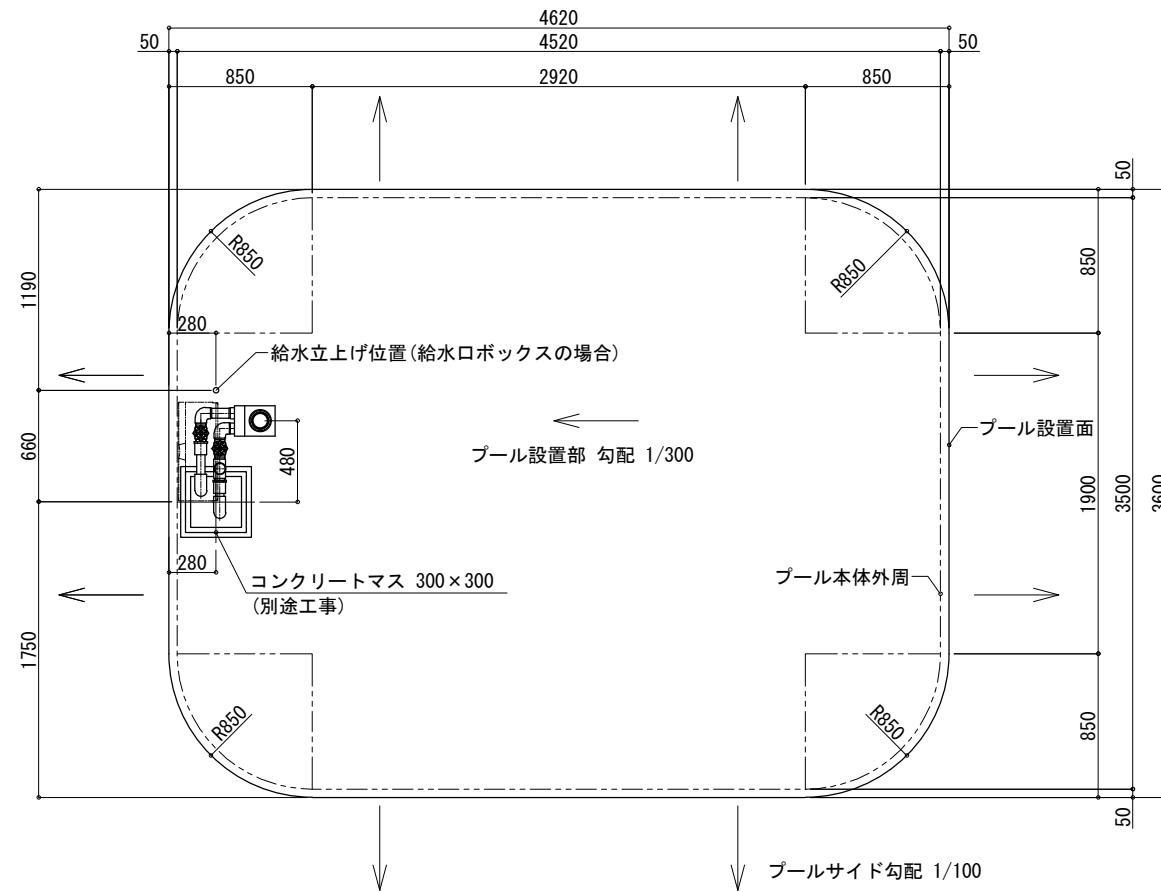 4620
50
4520
50
850
2920
850
50
R850
R850
850
1190
280
給水立上げ位置(給水口ボックスの場合)
プール設置面
プール設置部 勾配 1/300
660
480
1900
3500
3600
280
コンクリートマス 300×300
(別途工事)
プール本体外周
1750
R850
R850
850
50
プールサイド勾配 1/100